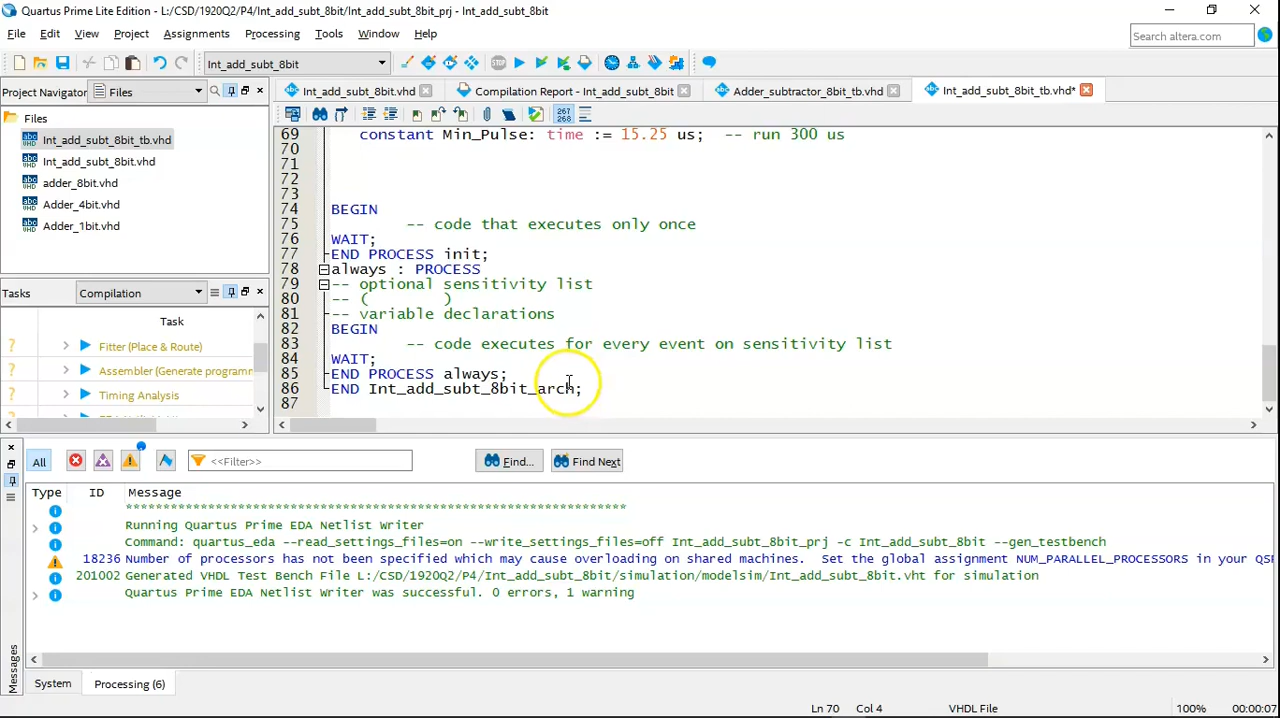 Quartus Prime Lite Edition - L:/CSD/1920Q2/P4/Int_add_subt_8bit/Int_add_subt_8bit_prj - Int_add_subt_8bit
File Edit View Project Assignments Processing Tools Window Help
Search altera.com
Int_add_subt_8bit
Project Navigator Files
Int_add_subt_8bit.vhd Compilation Report - Int_add_subt_8bit Adder_subtractor_8bit_tb.vhd Int_add_subt_8bit_tb.vhd*
Files
Int_add_subt_8bit_tb.vhd
Int_add_subt_8bit.vhd
adder_8bit.vhd
Adder_4bit.vhd
Adder_1bit.vhd
267
268
69 constant Min_Pulse: time := 15.25 us; -- run 300 us
70
71
72
73
74 BEGIN
75 -- code that executes only once
76 WAIT;
77 END PROCESS init;
78 always : PROCESS
79 -- optional sensitivity list
80 -- ( )
81 -- variable declarations
82 BEGIN
83 -- code executes for every event on sensitivity list
84 WAIT;
85 END PROCESS always;
86 END Int_add_subt_8bit_arch;
87
Tasks Compilation
Task
? Fitter (Place & Route)
? Assembler (Generate programm
? Timing Analysis
All <<Filter>> Find... Find Next
Type ID Message
Running Quartus Prime EDA Netlist Writer
Command: quartus_eda --read_settings_files=on --write_settings_files=off Int_add_subt_8bit_prj -c Int_add_subt_8bit --gen_testbench
18236 Number of processors has not been specified which may cause overloading on shared machines. Set the global assignment NUM_PARALLEL_PROCESSORS in your QSF
201002 Generated VHDL Test Bench File L:/CSD/1920Q2/P4/Int_add_subt_8bit/simulation/modelsim/Int_add_subt_8bit.vht for simulation
Quartus Prime EDA Netlist Writer was successful. 0 errors, 1 warning
Messages
System Processing (6)
Ln 70 Col 4 VHDL File 100% 00:00:07